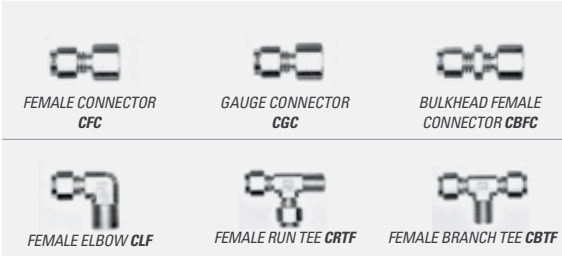 FEMALE CONNECTOR
CFC
GAUGE CONNECTOR
CGC
BULKHEAD FEMALE
CONNECTOR CBFC
FEMALE ELBOW CLF
FEMALE RUN TEE CRTF
FEMALE BRANCH TEE CBTF